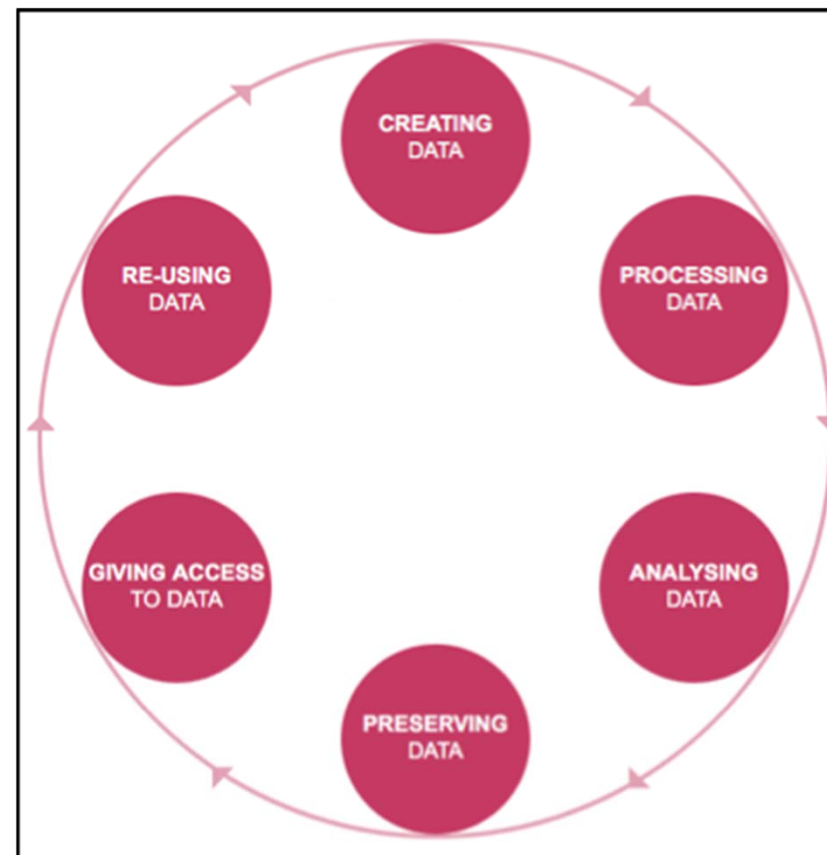 CREATING
DATA
PROCESSING
DATA
ANALYSING
DATA
PRESERVING
DATA
GIVING ACCESS
TO DATA
RE-USING
DATA